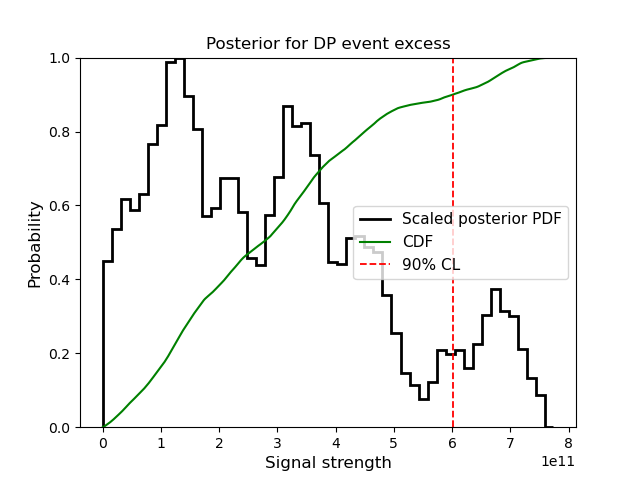 Posterior for DP event excess
1.0
0.8
0.6
0.4
0.2
0.0
Probability
Scaled posterior PDF
CDF
90% CL
0 1 2 3 4 5 6 7 8
1e11
Signal strength